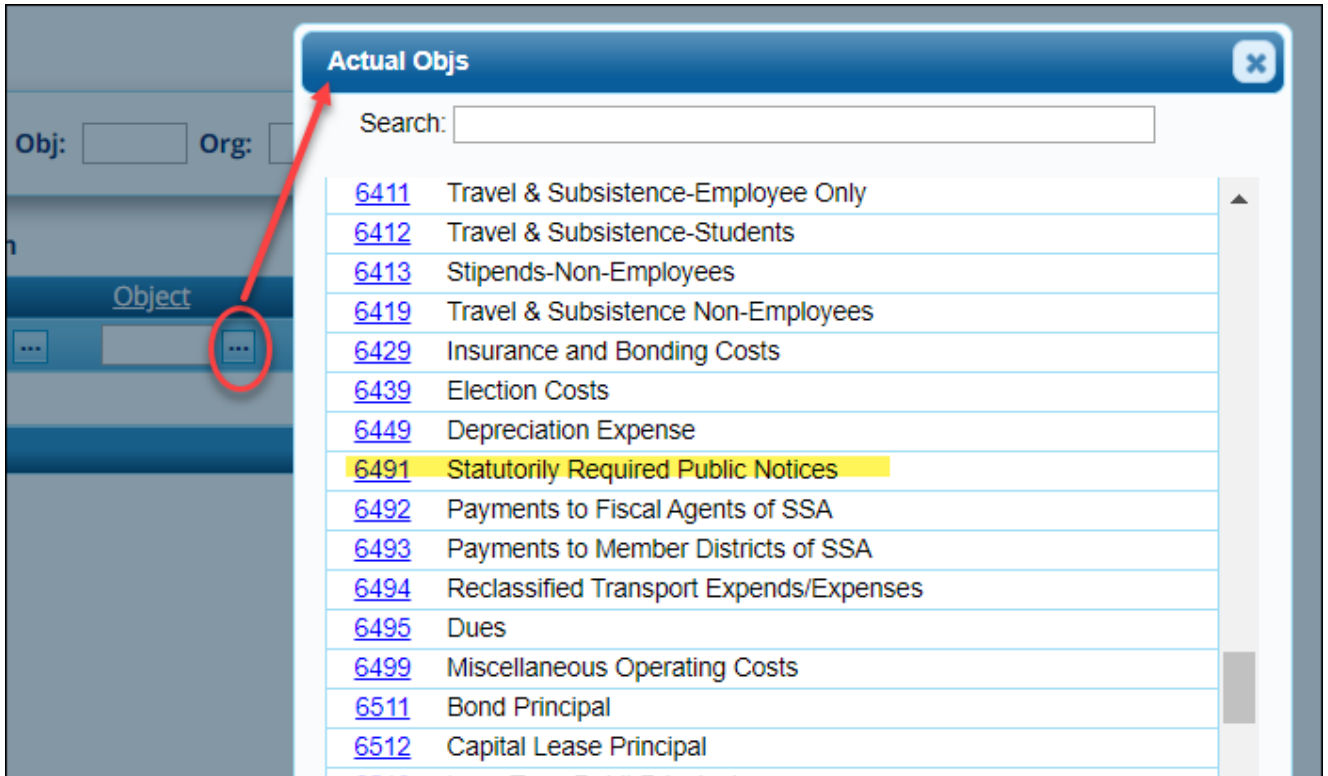 Actual Objs
Search:
Obj:
Org:
6411 Travel & Subsistence-Employee Only
6412 Travel & Subsistence-Students
6413 Stipends-Non-Employees
Object
6419 Travel & Subsistence Non-Employees
...
...
6429 Insurance and Bonding Costs
6439 Election Costs
6449 Depreciation Expense
6491 Statutorily Required Public Notices
6492 Payments to Fiscal Agents of SSA
6493 Payments to Member Districts of SSA
6494 Reclassified Transport Expends/Expenses
6495 Dues
6499 Miscellaneous Operating Costs
6511 Bond Principal
6512 Capital Lease Principal